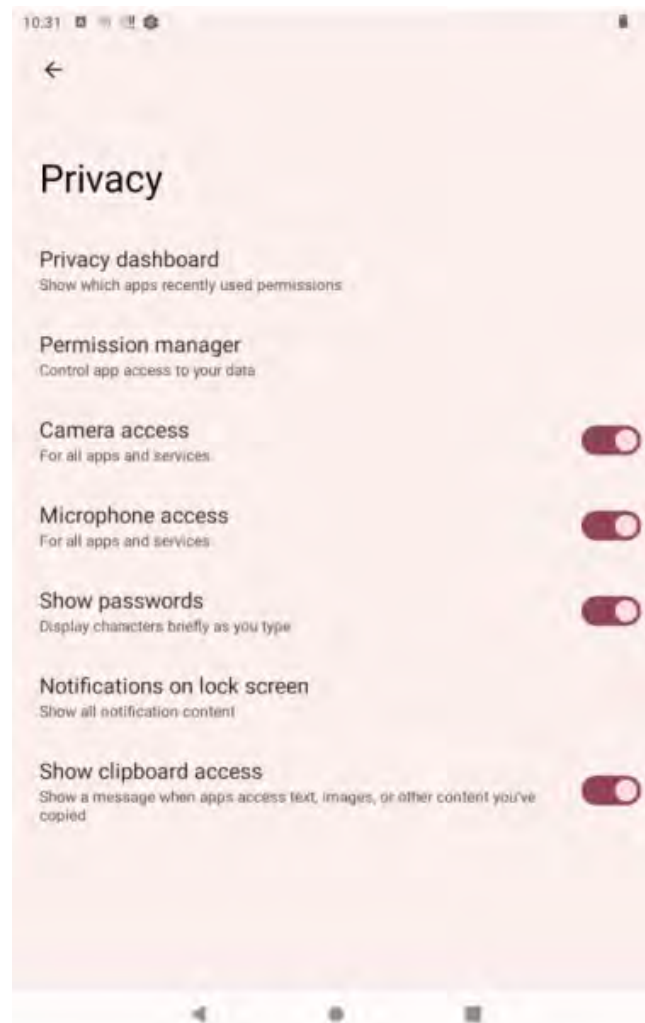 10:31
Privacy
Privacy dashboard
Show which apps recently used permissions
Permission manager
Control app access to your data
Camera access
For all apps and services
Microphone access
For all apps and services
Show passwords
Display characters briefly as you type
Notifications on lock screen
Show all notification content
Show clipboard access
Show a message when apps access text, images, or other content you've
copied